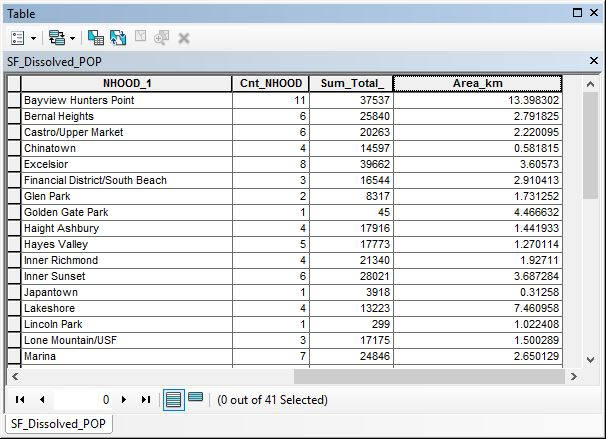 Table
SF_Dissolved_POP
NHOOD_1 Cnt_NHOOD Sum_Total_ Area_km
Bayview Hunters Point 11 37537 13.398302
Bernal Heights 6 25840 2.791825
Castro/Upper Market 6 20263 2.220095
Chinatown 4 14597 0.581815
Excelsior 8 39662 3.60573
Financial District/South Beach 3 16544 2.910413
Glen Park 2 8317 1.731252
Golden Gate Park 1 45 4.466632
Haight Ashbury 4 17916 1.441933
Hayes Valley 5 17773 1.270114
Inner Richmond 4 21340 1.92711
Inner Sunset 6 28021 3.687284
Japantown 1 3918 0.31258
Lakeshore 4 13223 7.460958
Lincoln Park 1 299 1.022408
Lone Mountain/USF 3 17175 1.500289
Marina 7 24846 2.650129
0 (0 out of 41 Selected)
SF_Dissolved_POP